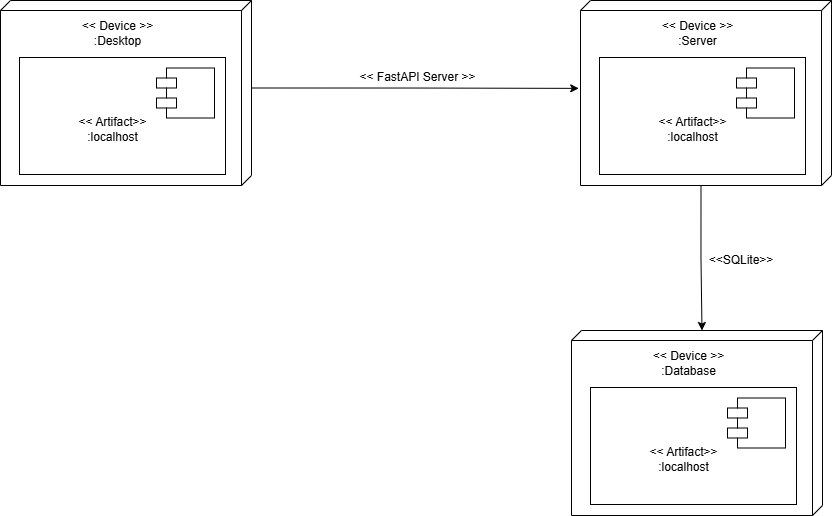 << Device >>
:Desktop
<< Artifact>>
:localhost
<< FastAPI Server >>
<< Device >>
:Server
<< Artifact>>
:localhost
<<SQLite>>
<< Device >>
:Database
<< Artifact>>
:localhost